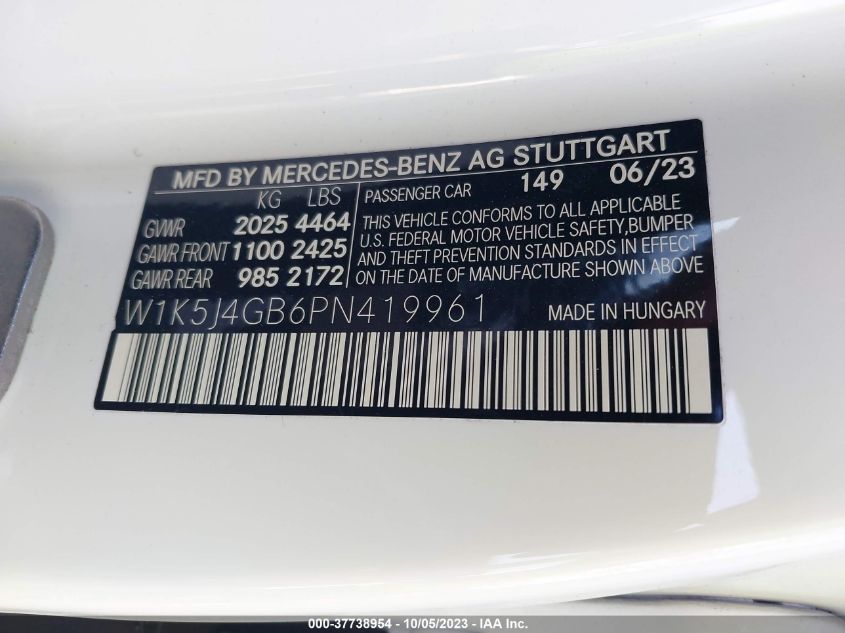 MFD BY MERCEDES-BENZ AG STUTTGART
KG LBS
GVWR 2025 4464
GAWR FRONT 1100 2425
GAWR REAR 985 2172
PASSENGER CAR 149 06/23
THIS VEHICLE CONFORMS TO ALL APPLICABLE
U.S. FEDERAL MOTOR VEHICLE SAFETY,BUMPER
AND THEFT PREVENTION STANDARDS IN EFFECT
ON THE DATE OF MANUFACTURE SHOWN ABOVE
W1K5J4GB6PN419961 MADE IN HUNGARY
000-37738954 - 10/05/2023 - IAA Inc.